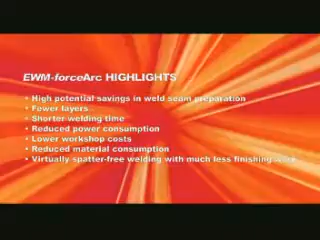 EWM-forceArc HIGHLIGHTS
• High potential savings in weld seam preparation
• Fewer layers
• Shorter welding time
• Reduced power consumption
• Lower workshop costs
• Reduced material consumption
• Virtually spatter-free welding with much less finishing work